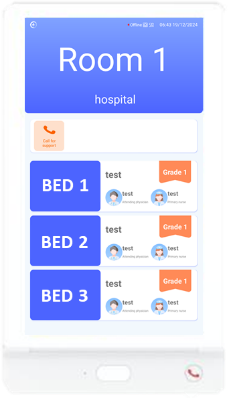 Offline
Room 1
hospital
Call for
support
BED 1
test
Grade 1
test
Attending physician
test
Primary nurse
BED 2
test
Grade 1
test
Attending physician
test
Primary nurse
BED 3
test
Grade 1
test
Attending physician
test
Primary nurse